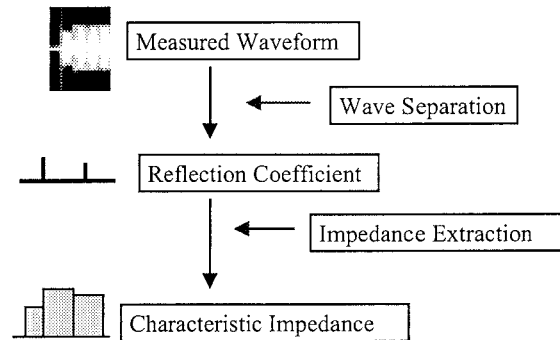 Measured Waveform
Wave Separation
Reflection Coefficient
Impedance Extraction
Characteristic Impedance